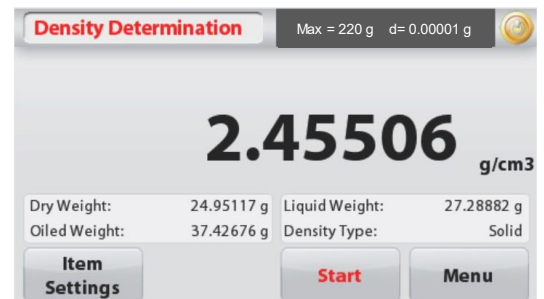 Density Determination Max = 220 g d= 0.00001 g
2.45506 g/cm3
Dry Weight: 24.95117 g Liquid Weight: 27.28882 g
Oiled Weight: 37.42676 g Density Type: Solid
Item Settings Start Menu